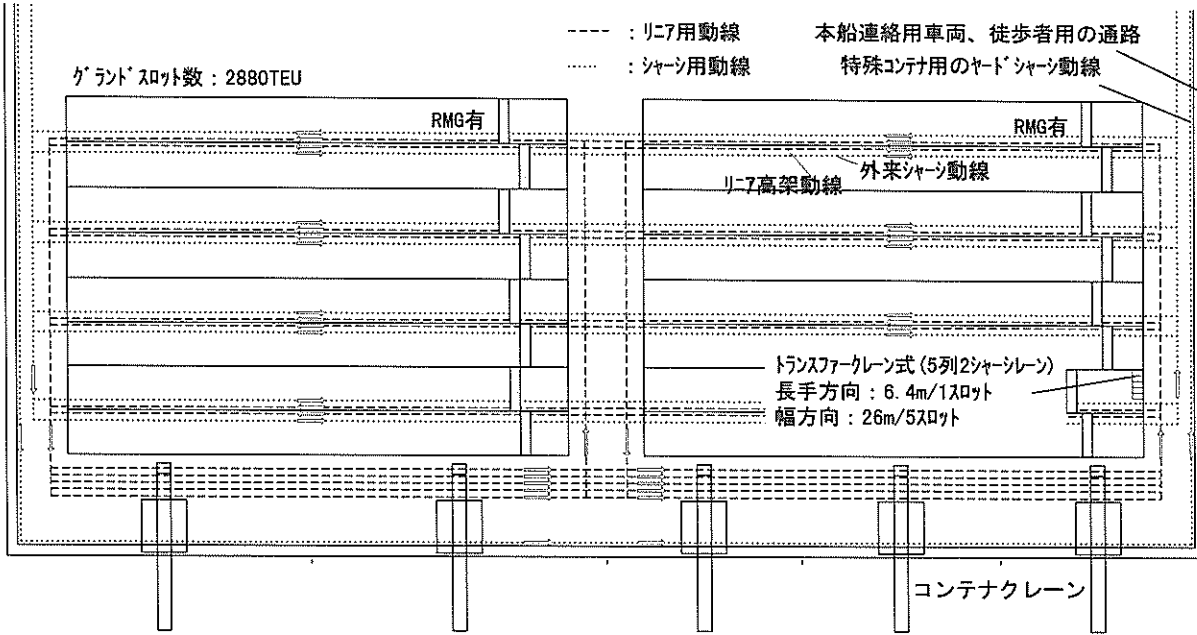 ---- : リニア用動線
本船連絡用車両、徒歩者用の通路
グランドスロット数 : 2880TEU
...... : シャーシ用動線
特殊コンテナ用のヤードシャーシ動線
RMG有
RMG有
リニア高架動線
外来シャーシ動線
トランスファークレーン式 (5列2シャーシレーン)
長手方向 : 6.4m/1スロット
幅方向 : 26m/5スロット
コンテナクレーン